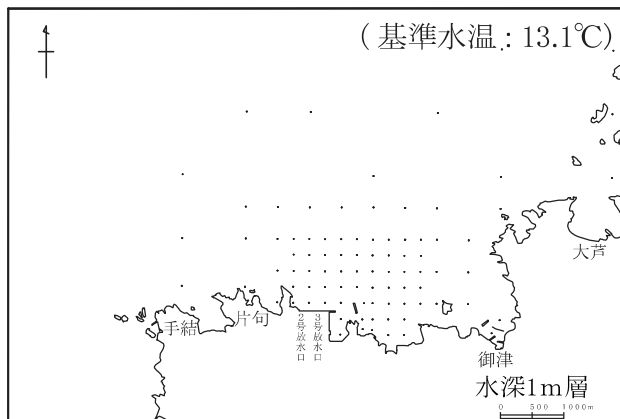 (基準水温：13.1℃)
大芦
手結
片句
2号放水口
3号放水口
御津
水深1m層
0 500 1000m